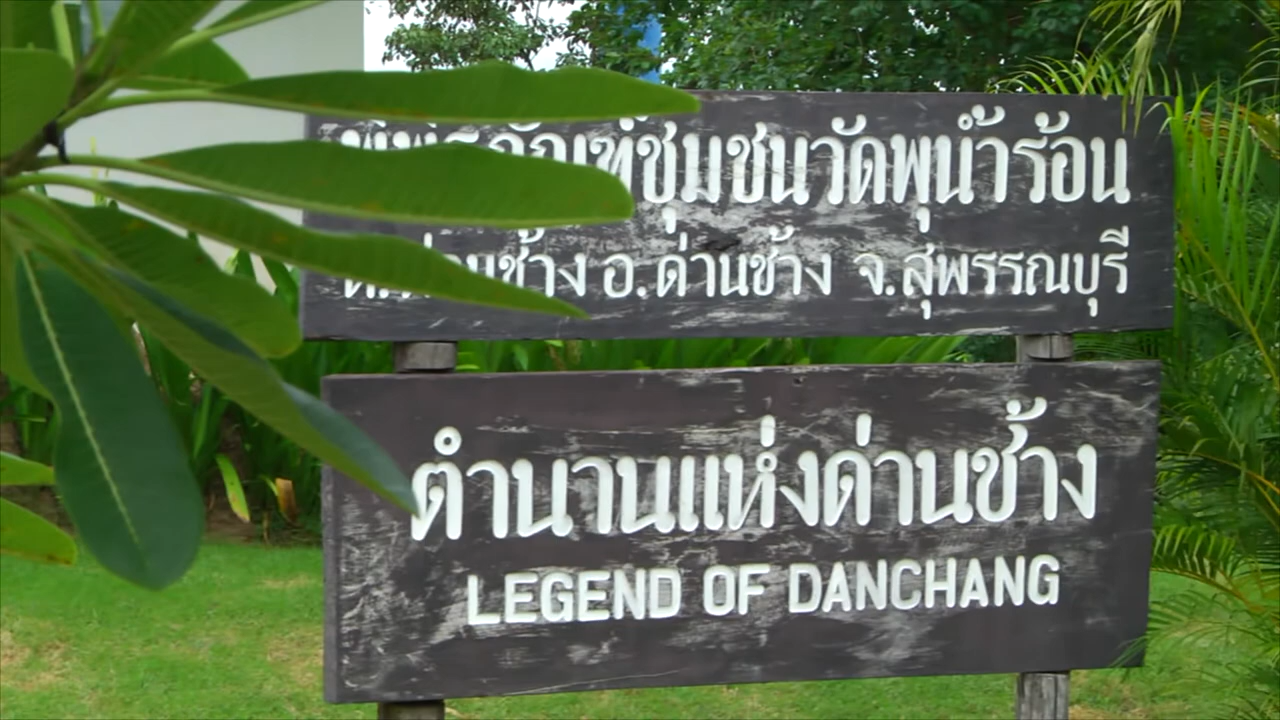 พิพิธภัณฑ์ชุมชนวัดพุน้ำร้อน
ต.ด่านช้าง อ.ด่านช้าง จ.สุพรรณบุรี
ตำนานแห่งด่านช้าง
LEGEND OF DANCHANG